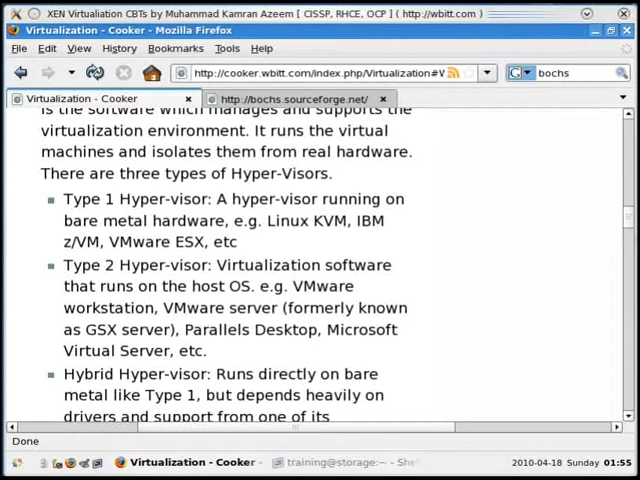 XEN Virtualiation CBTs by Muhammad Kamran Azeem [ CISSP, RHCE, OCP ] ( http://wbitt.com )
Virtualization - Cooker - Mozilla Firefox
File Edit View History Bookmarks Tools Help
http://cooker.wbitt.com/index.php/Virtualization#V bochs
Virtualization - Cooker http://bochs.sourceforge.net/
is the software which manages and supports the
virtualization environment. It runs the virtual
machines and isolates them from real hardware.
There are three types of Hyper-Visors.
Type 1 Hyper-visor: A hyper-visor running on
bare metal hardware, e.g. Linux KVM, IBM
z/VM, VMware ESX, etc
Type 2 Hyper-visor: Virtualization software
that runs on the host OS. e.g. VMware
workstation, VMware server (formerly known
as GSX server), Parallels Desktop, Microsoft
Virtual Server, etc.
Hybrid Hyper-visor: Runs directly on bare
metal like Type 1, but depends heavily on
drivers and support from one of its
Done
Virtualization - Cooker - training@storage:~ - She 2010-04-18 Sunday 01:55